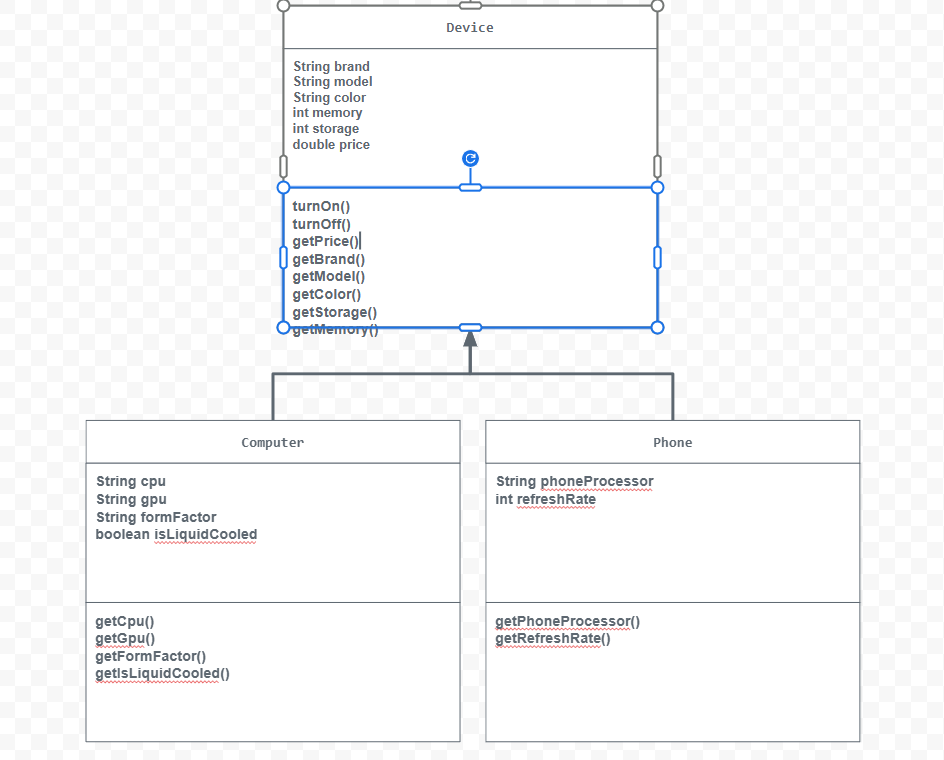 Device
String brand
String model
String color
int memory
int storage
double price
turnOn()
turnOff()
getPrice()
getBrand()
getModel()
getColor()
getStorage()
getMemory()
Computer
String cpu
String gpu
String formFactor
boolean isLiquidCooled
getCpu()
getGpu()
getFormFactor()
getIsLiquidCooled()
Phone
String phoneProcessor
int refreshRate
getPhoneProcessor()
getRefreshRate()